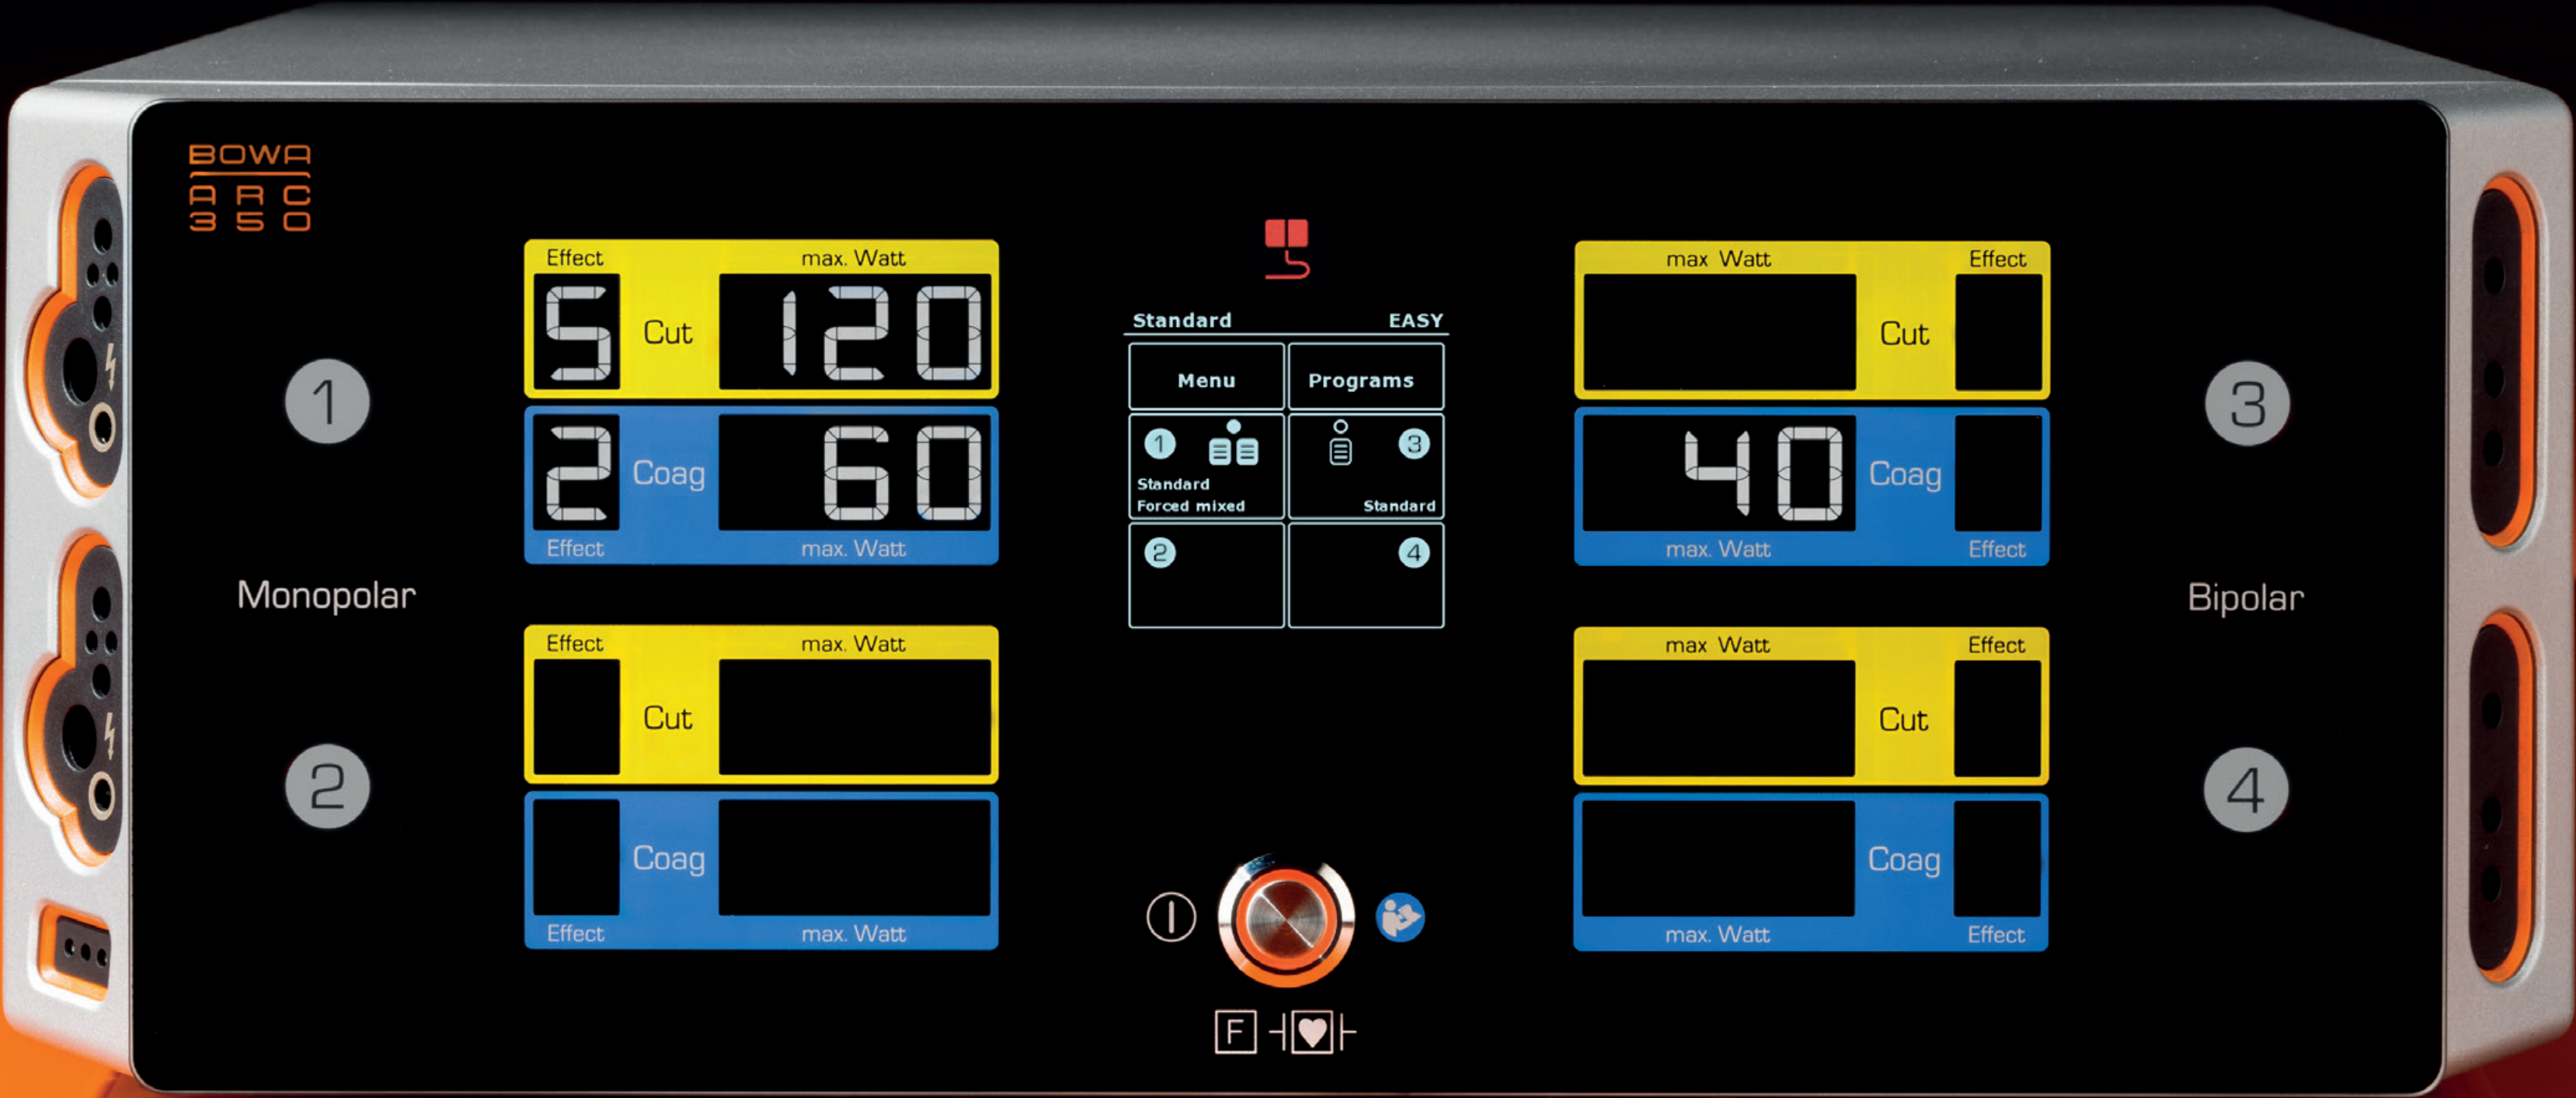 BOWA
ARC
350
1
Effect max. Watt
5 Cut 120
2 Coag 60
Effect max. Watt
Monopolar
2
Effect max. Watt
Cut
Coag
Effect max. Watt
Standard EASY
Menu Programs
1 3
Standard
Forced mixed Standard
2 4
F
max Watt Effect
Cut
40 Coag
max. Watt Effect
3
Bipolar
max Watt Effect
Cut
Coag
max. Watt Effect
4